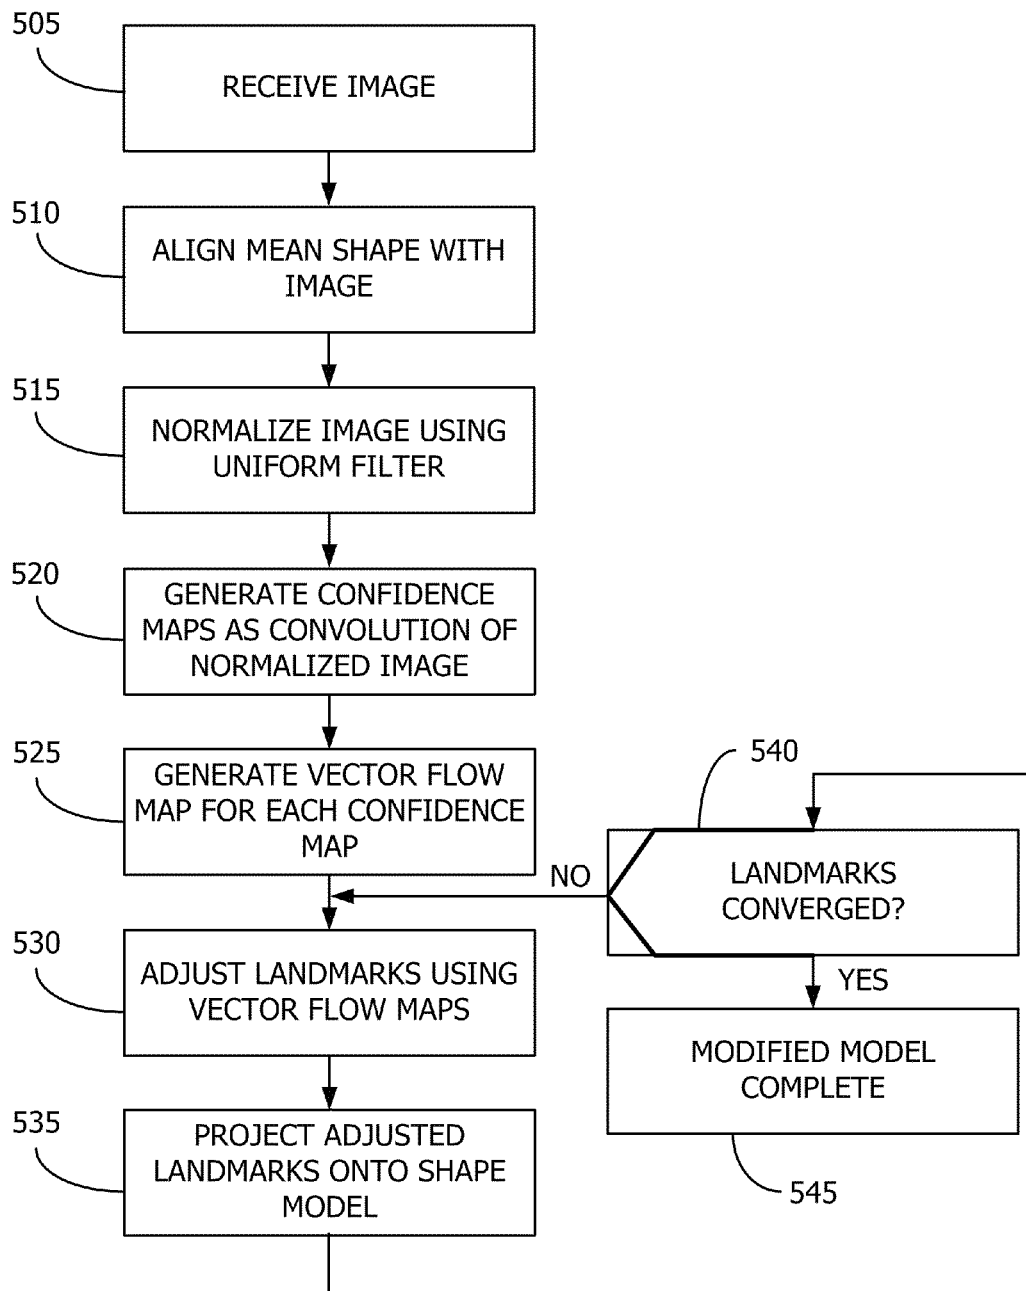 505
RECEIVE IMAGE
510
ALIGN MEAN SHAPE WITH
IMAGE
515
NORMALIZE IMAGE USING
UNIFORM FILTER
520
GENERATE CONFIDENCE
MAPS AS CONVOLUTION OF
NORMALIZED IMAGE
525
GENERATE VECTOR FLOW
MAP FOR EACH CONFIDENCE
MAP
530
ADJUST LANDMARKS USING
VECTOR FLOW MAPS
535
PROJECT ADJUSTED
LANDMARKS ONTO SHAPE
MODEL
540
LANDMARKS
CONVERGED?
NO
YES
MODIFIED MODEL
COMPLETE
545